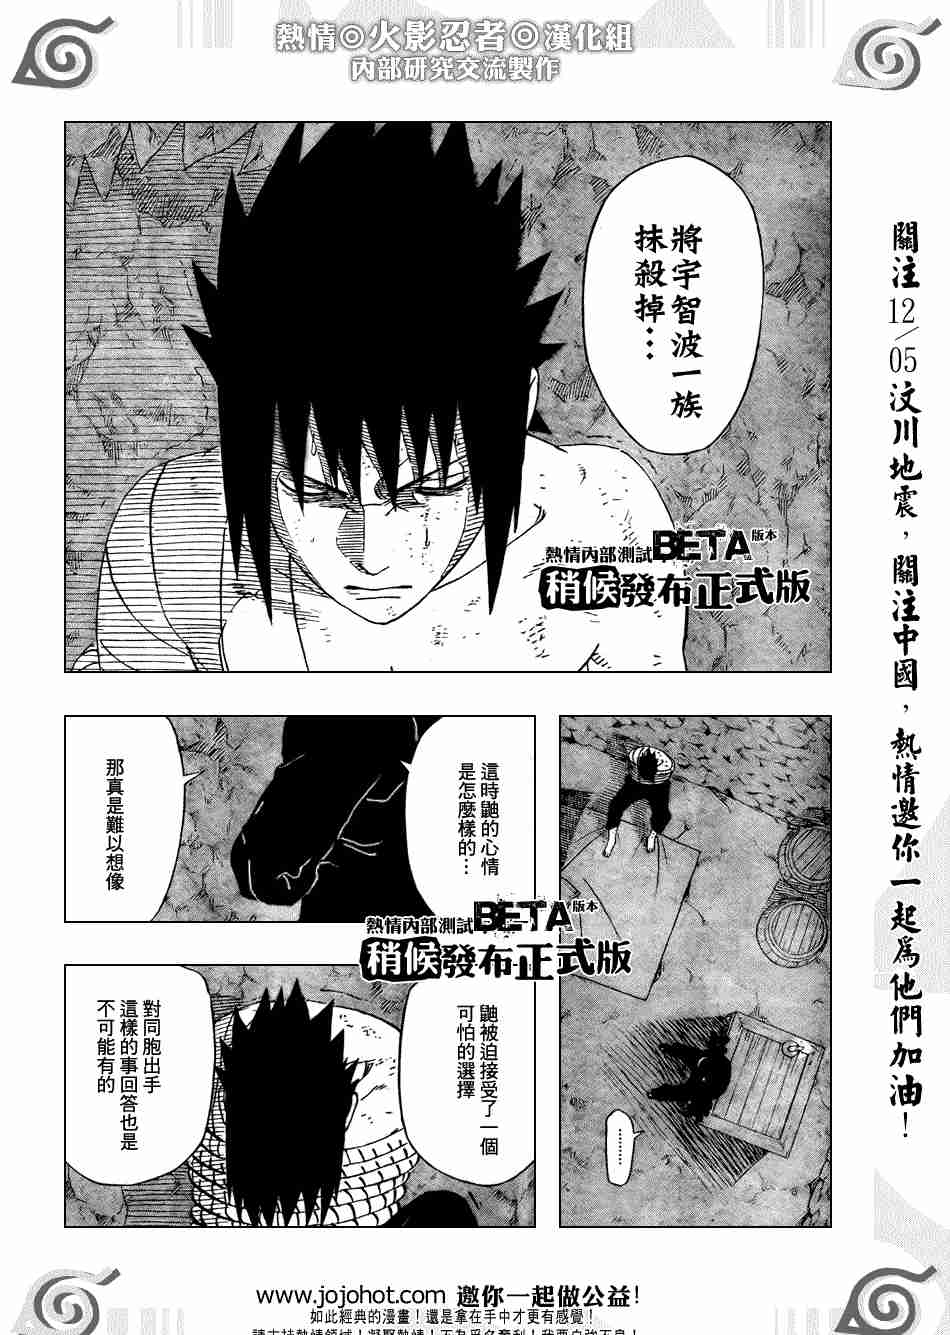 熱情◎火影忍者◎漢化組
內部研究交流製作
將宇智波一族
抹殺掉…
熱情內部測試BETA版本
稍候發布正式版
關注12/05汶川地震，關注中國，熱情邀你一起爲他們加油！
………
這時鼬的心情
是怎麼樣的…
那真是難以想像
熱情內部測試BETA版本
稍候發布正式版
鼬被迫接受了一個
可怕的選擇
對同胞出手
這樣的事回答也是
不可能有的
www.jojohot.com 邀你一起做公益!
如此經典的漫畫！還是拿在手中才更有感覺！